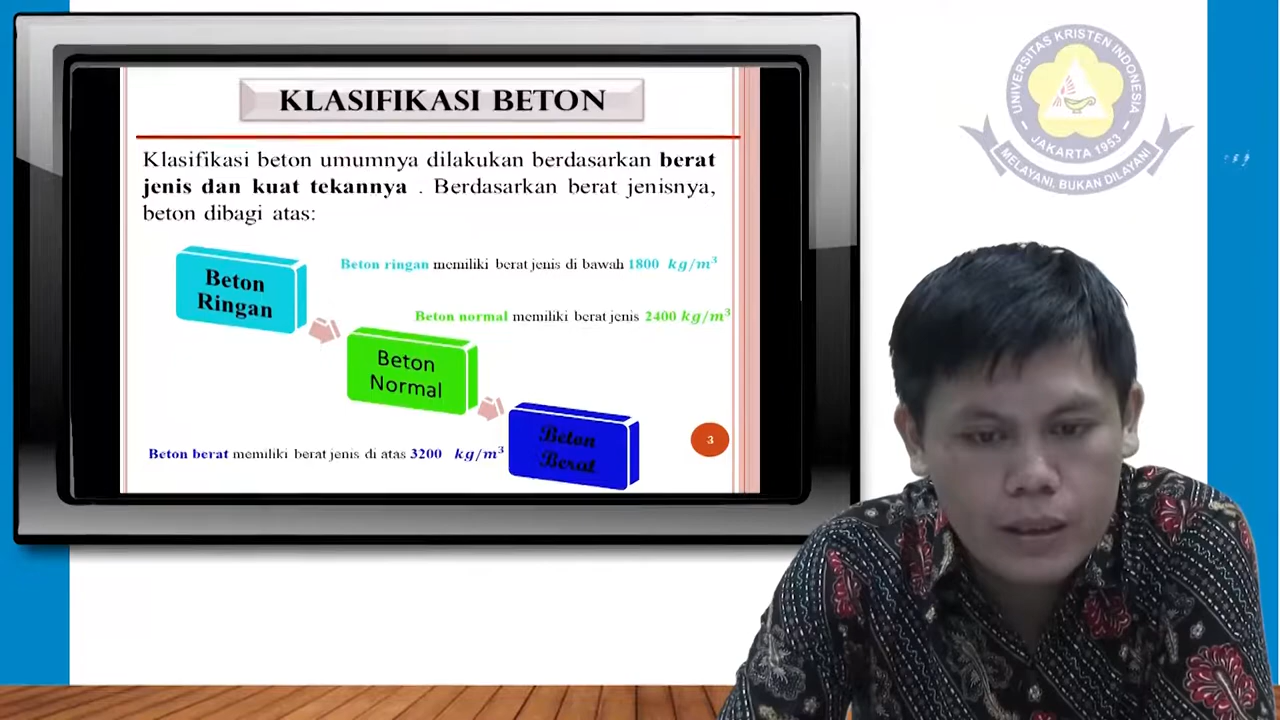 KLASIFIKASI BETON
Klasifikasi beton umumnya dilakukan berdasarkan berat
jenis dan kuat tekannya . Berdasarkan berat jenisnya,
beton dibagi atas:
Beton
Ringan
Beton ringan memiliki berat jenis di bawah 1800 kg/m³
Beton normal memiliki berat jenis 2400 kg/m³
Beton
Normal
Beton
Berat
Beton berat memiliki berat jenis di atas 3200 kg/m³
3
UNIVERSITAS KRISTEN INDONESIA
JAKARTA 1953
MELAYANI, BUKAN DILAYANI